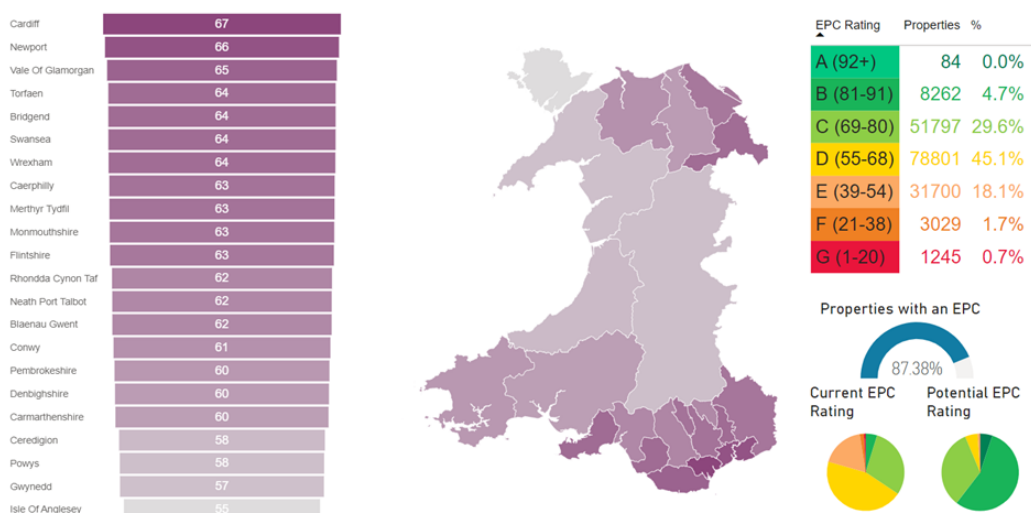 Cardiff 67
Newport 66
Vale Of Glamorgan 65
Torfaen 64
Bridgend 64
Swansea 64
Wrexham 64
Caerphilly 63
Merthyr Tydfil 63
Monmouthshire 63
Flintshire 63
Rhondda Cynon Taf 62
Neath Port Talbot 62
Blaenau Gwent 62
Conwy 61
Pembrokeshire 60
Denbighshire 60
Carmarthenshire 60
Ceredigion 58
Powys 58
Gwynedd 57
Isle Of Anglesey 55
EPC Rating Properties %
A (92+) 84 0.0%
B (81-91) 8262 4.7%
C (69-80) 51797 29.6%
D (55-68) 78801 45.1%
E (39-54) 31700 18.1%
F (21-38) 3029 1.7%
G (1-20) 1245 0.7%
Properties with an EPC
87.38%
Current EPC
Rating
Potential EPC
Rating